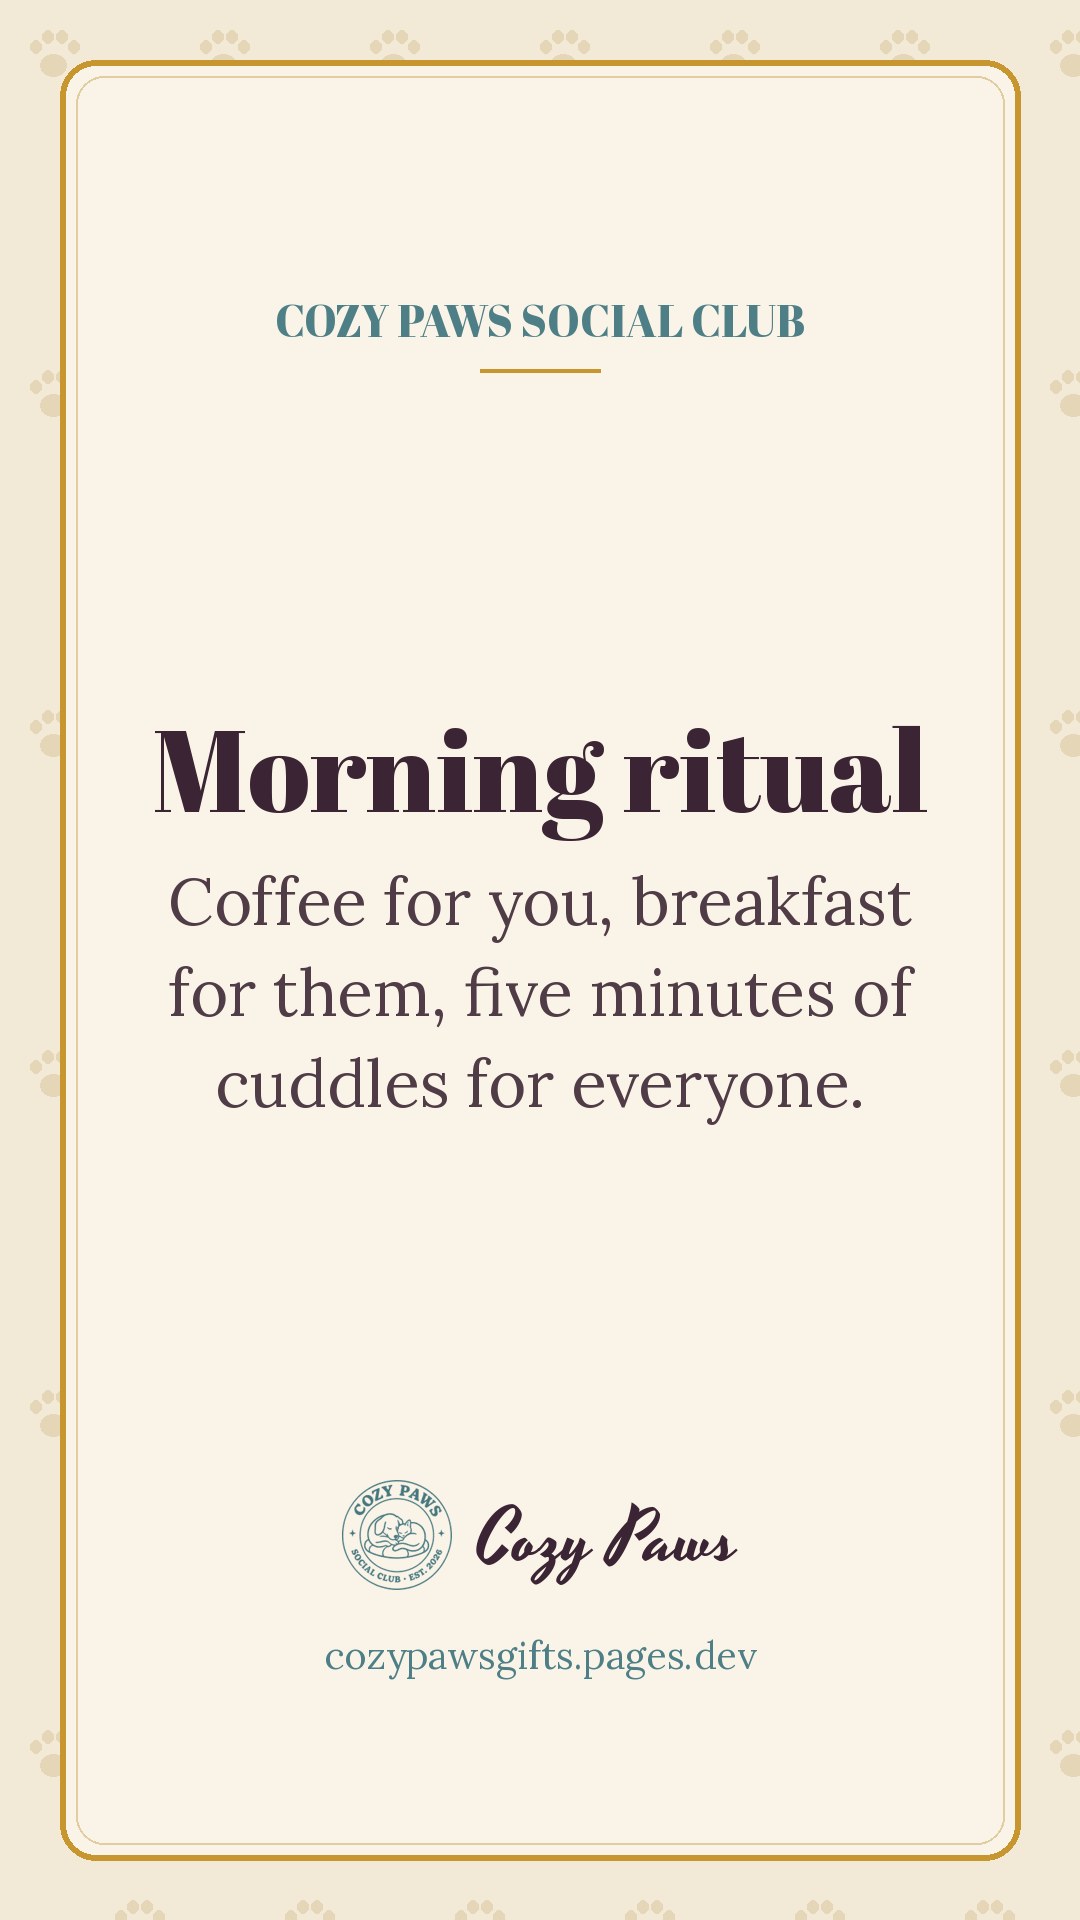 COZY PAWS SOCIAL CLUB
Morning ritual
Coffee for you, breakfast
for them, five minutes of
cuddles for everyone.
COZY PAWS
SOCIAL CLUB · EST. 2026
Cozy Paws
cozypawsgifts.pages.dev